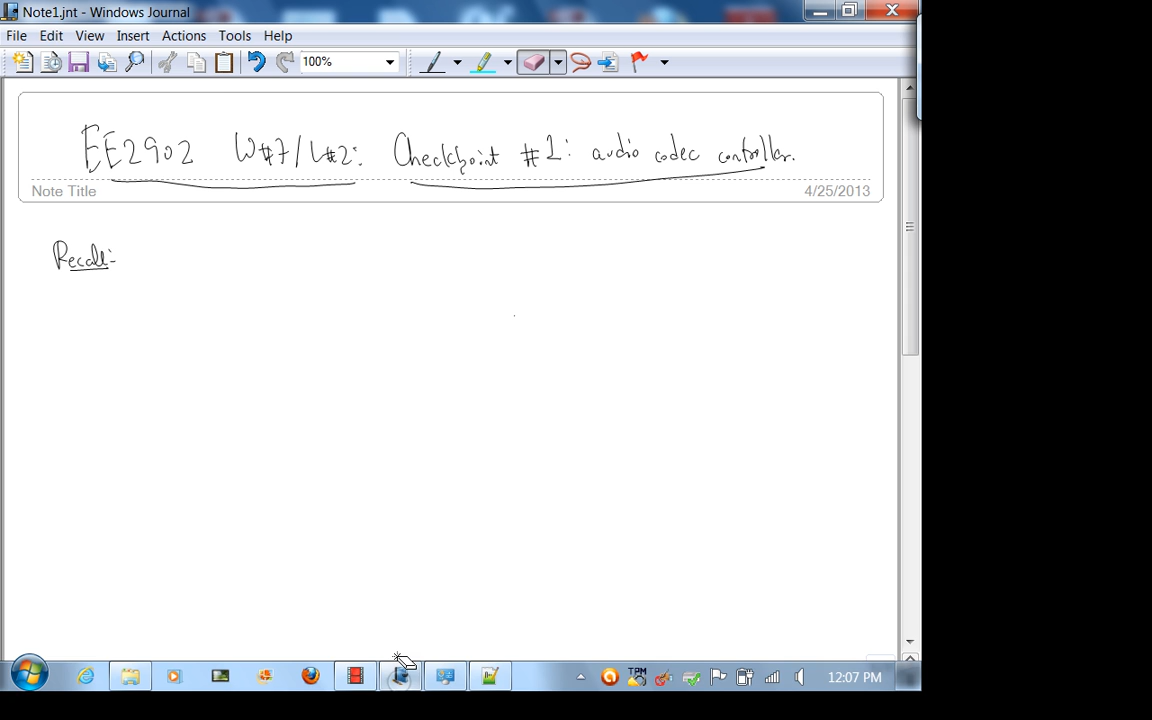 Note1.jnt - Windows Journal
File Edit View Insert Actions Tools Help
100%
EE2902 W#7/L#2: Checkpoint #1: audio codec controller.
Note Title 4/25/2013
Recall:-
TPM 12:07 PM